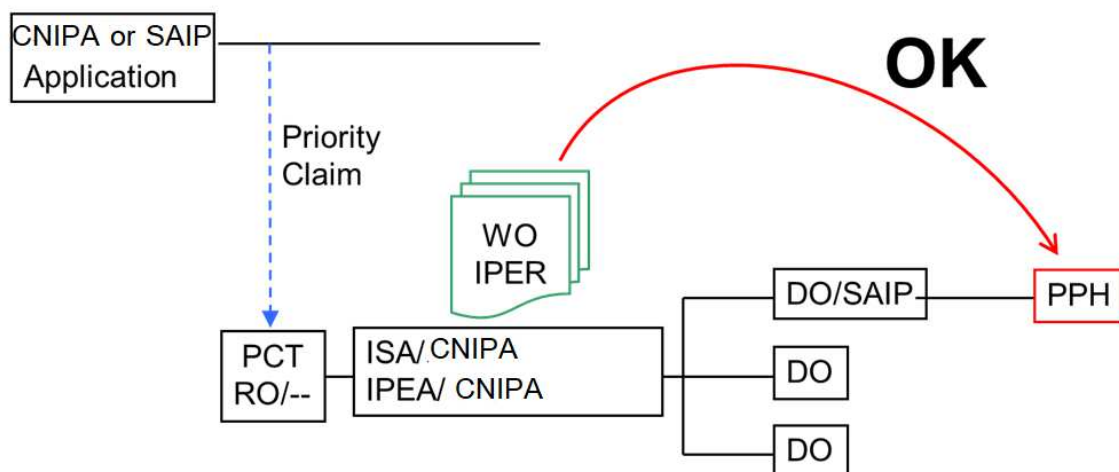 CNIPA or SAIP
Application
OK
Priority
Claim
WO
IPER
DO/SAIP
PPH
PCT
RO/--
ISA/ CNIPA
IPEA/ CNIPA
DO
DO